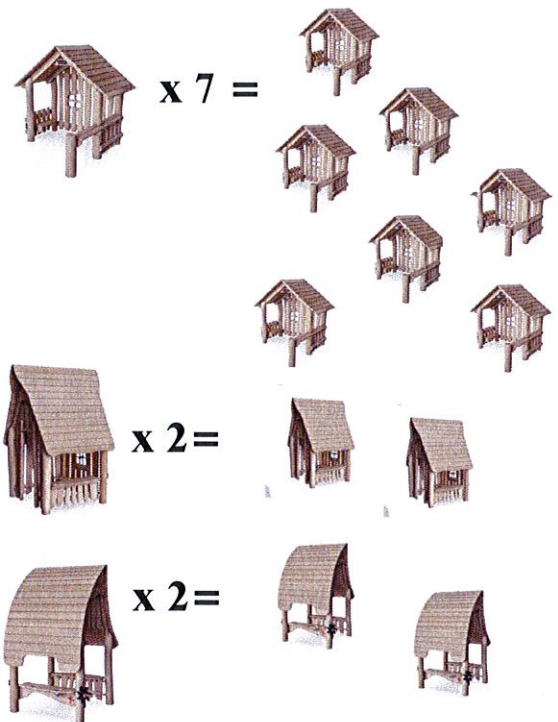 x 7 =
x 2=
x 2=